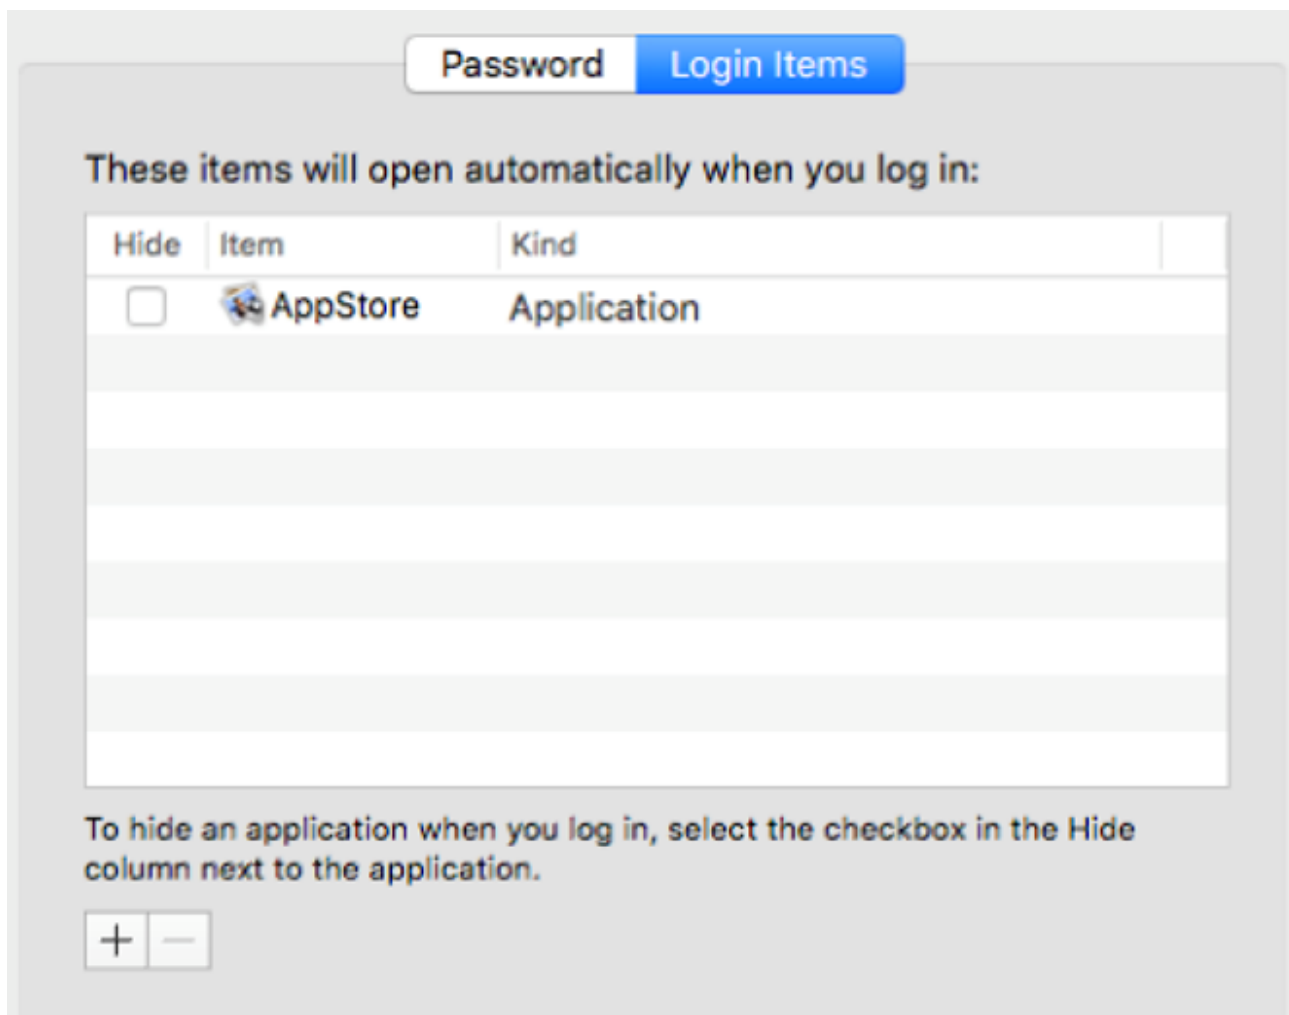 Password Login Items
These items will open automatically when you log in:
Hide Item Kind
AppStore Application
To hide an application when you log in, select the checkbox in the Hide
column next to the application.